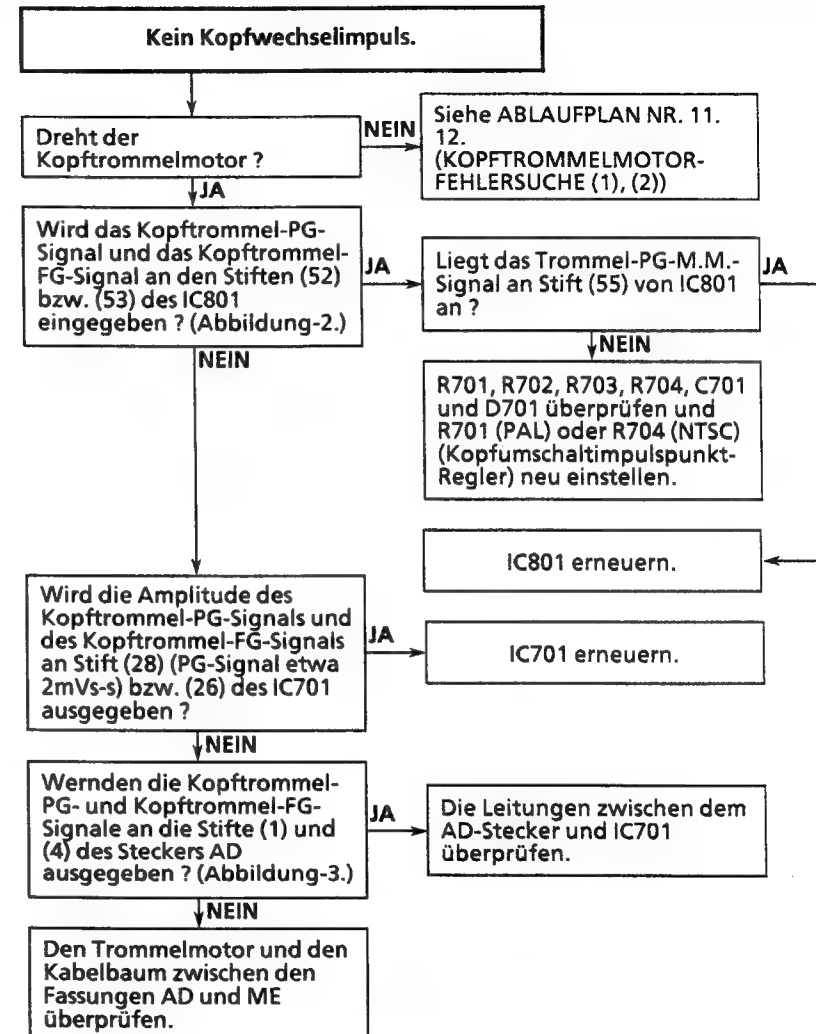 Kein Kopfwechselimpuls.
Dreht der
Kopftrommelmotor ?
NEIN
Siehe ABLAUFPLAN NR. 11.
12.
(KOPFTROMMELMOTOR-
FEHLERSUCHE (1), (2))
JA
Wird das Kopftrommel-PG-
Signal und das Kopftrommel-
FG-Signal an den Stiften (52)
bzw. (53) des IC801
eingegeben ? (Abbildung-2.)
JA
Liegt das Trommel-PG-M.M.-
Signal an Stift (55) von IC801
an ?
JA
NEIN
NEIN
R701, R702, R703, R704, C701
und D701 überprüfen und
R701 (PAL) oder R704 (NTSC)
(Kopfumschaltimpulspunkt-
Regler) neu einstellen.
IC801 erneuern.
Wird die Amplitude des
Kopftrommel-PG-Signals und
des Kopftrommel-FG-Signals
an Stift (28) (PG-Signal etwa
2mVs-s) bzw. (26) des IC701
ausgegeben ?
JA
IC701 erneuern.
NEIN
Wernden die Kopftrommel-
PG- und Kopftrommel-FG-
Signale an die Stifte (1) und
(4) des Steckers AD
ausgegeben ? (Abbildung-3.)
JA
Die Leitungen zwischen dem
AD-Stecker und IC701
überprüfen.
NEIN
Den Trommelmotor und den
Kabelbaum zwischen den
Fassungen AD und ME
überprüfen.